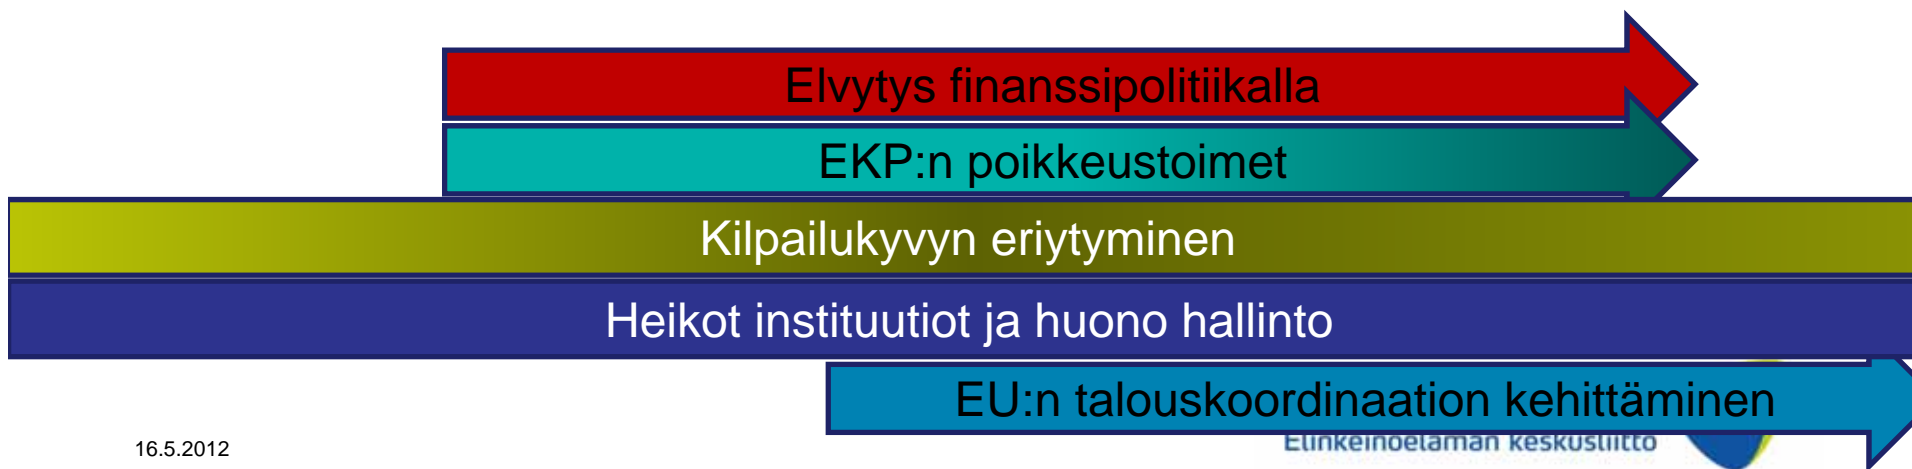 Elvytys finanssipolitiikalla
EKP:n poikkeustoimet
Kilpailukyvyn eriytyminen
Heikot instituutiot ja huono hallinto
EU:n talouskoordinaation kehittäminen
Elinkeinoelämän keskusliitto
16.5.2012